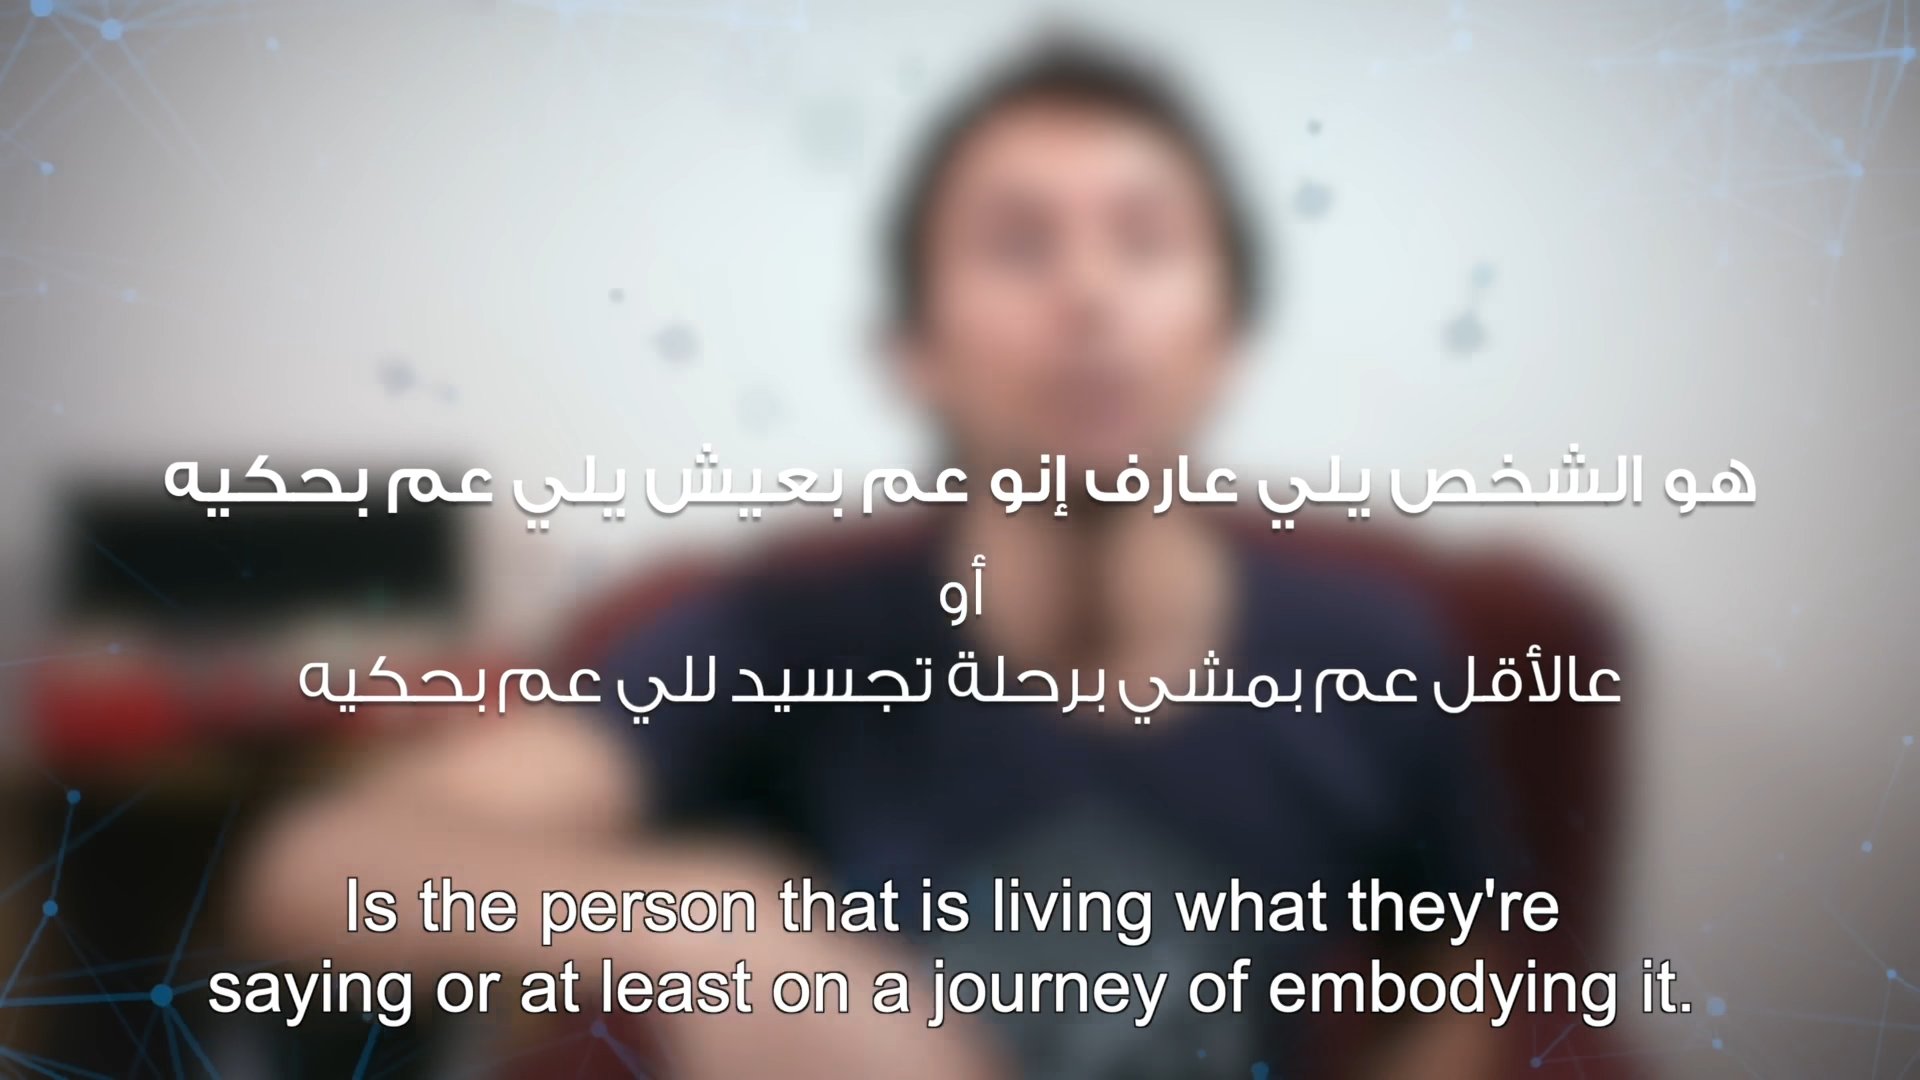 هو الشخص يلي عارف إنو عم بعيش يلي عم بحكيه
أو
عالأقل عم بمشي برحلة تجسيد للي عم بحكيه
Is the person that is living what they're
saying or at least on a journey of embodying it.